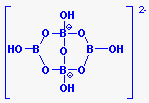 OH
2-
O B⊖ O
HO B O B OH
O B⊖ O
OH